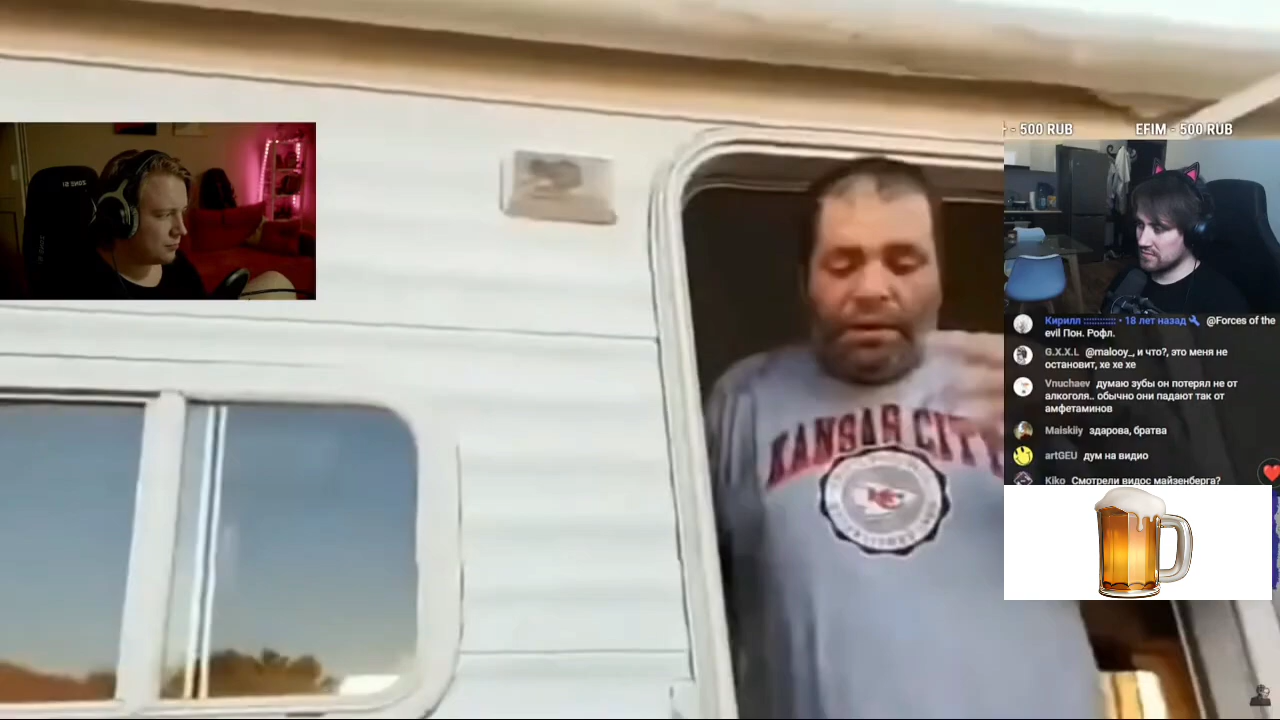 - 500 RUB
EFIM - 500 RUB
Кирилл :::::::::::: • 18 лет назад @Forces of the
evil Пон. Рофл.
G.X.X.L @malooy_, и что?, это меня не
остановит, хе хе хе
Vnuchaev думаю зубы он потерял не от
алкоголя.. обычно они падают так от
амфетаминов
Maiskiiy здарова, братва
artGEU дум на видио
Kiko Смотрели видос майзенберга?
KANSAS CITY
KC